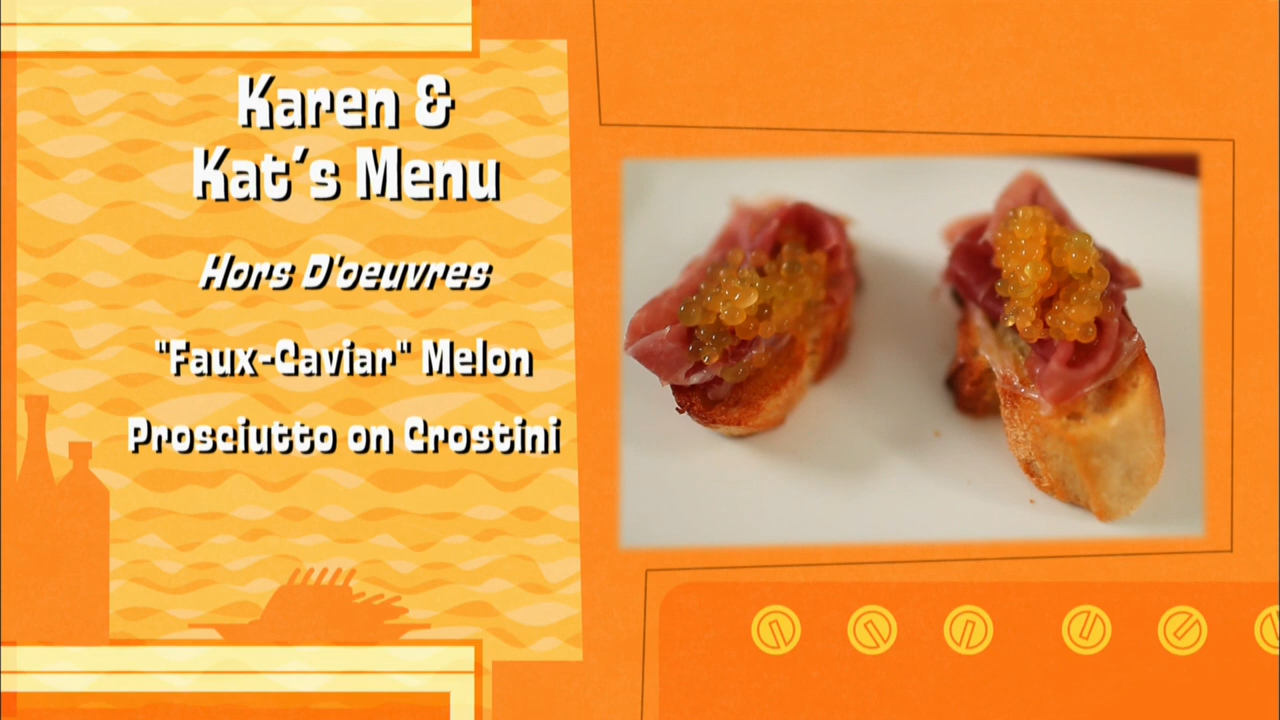 Karen &
Kat's Menu
Hors D'oeuvres
"Faux-Caviar" Melon
Prosciutto on Crostini